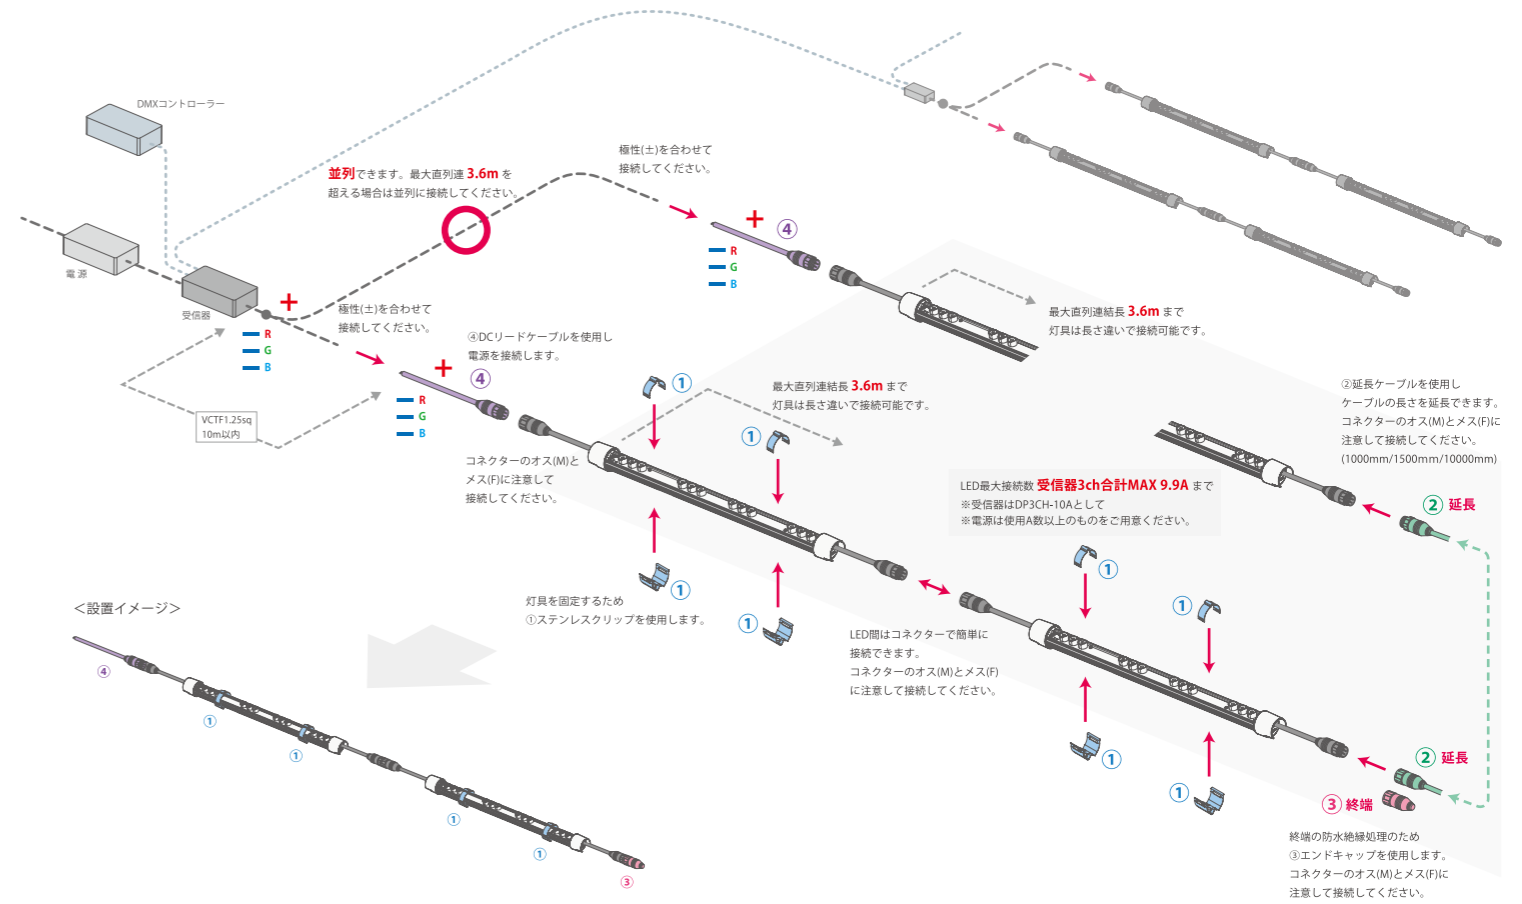 DMXコントローラー
電 源
受信器
＋
R
G
B
VCTF1.25sq
10m以内
並列できます。最大直列連 3.6m を
超える場合は並列に接続してください。
極性(±)を合わせて
接続してください。
＋
④
R
G
B
極性(±)を合わせて
接続してください。
④DCリードケーブルを使用し
電源を接続します。
＋
④
R
G
B
最大直列連結長 3.6m まで
灯具は長さ違いで接続可能です。
①
①
最大直列連結長 3.6m まで
灯具は長さ違いで接続可能です。
②延長ケーブルを使用し
ケーブルの長さを延長できます。
コネクターのオス(M)とメス(F)に
注意して接続してください。
(1000mm/1500mm/10000mm)
コネクターのオス(M)と
メス(F)に注意して
接続してください。
LED最大接続数 受信器3ch合計MAX 9.9A まで
※受信器はDP3CH-10Aとして
※電源は使用A数以上のものをご用意ください。
② 延長
①
①
灯具を固定するため
①ステンレスクリップを使用します。
①
①
LED間はコネクターで簡単に
接続できます。
コネクターのオス(M)とメス(F)
に注意して接続してください。
①
①
② 延長
③ 終端
終端の防水絶縁処理のため
③エンドキャップを使用します。
コネクターのオス(M)とメス(F)に
注意して接続してください。
＜設置イメージ＞
④
①
①
①
①
③